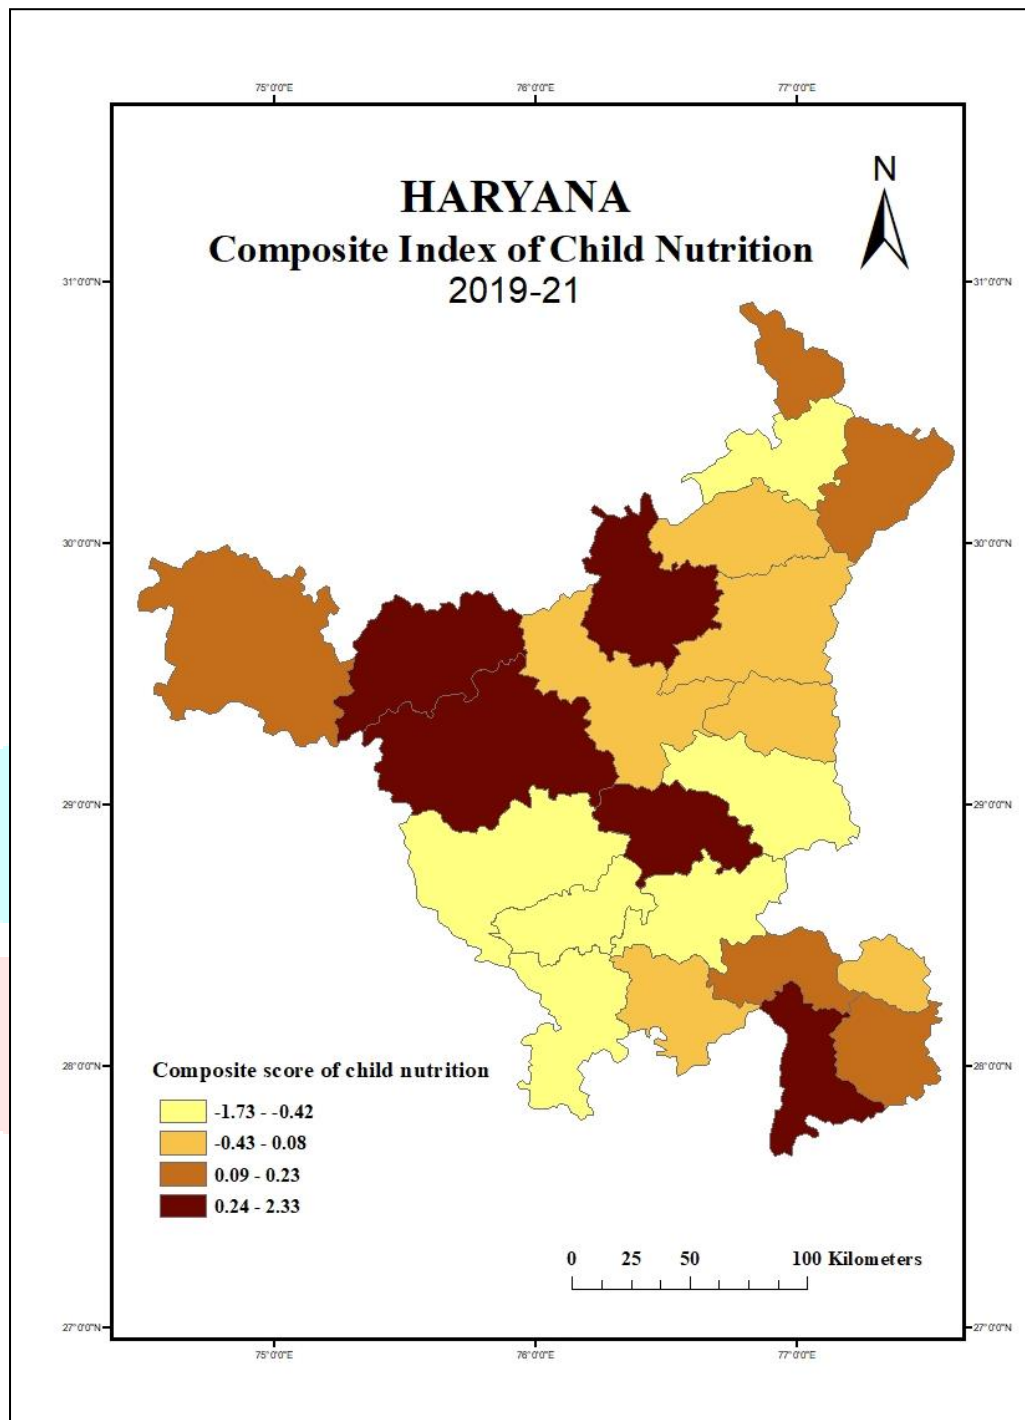 75°0'0"E 76°0'0"E 77°0'0"E
N
HARYANA
Composite Index of Child Nutrition
2019-21
31°0'0"N 31°0'0"N
30°0'0"N 30°0'0"N
29°0'0"N 29°0'0"N
28°0'0"N 28°0'0"N
Composite score of child nutrition
-1.73 - -0.42
-0.43 - 0.08
0.09 - 0.23
0.24 - 2.33
0 25 50 100 Kilometers
27°0'0"N 27°0'0"N
75°0'0"E 76°0'0"E 77°0'0"E